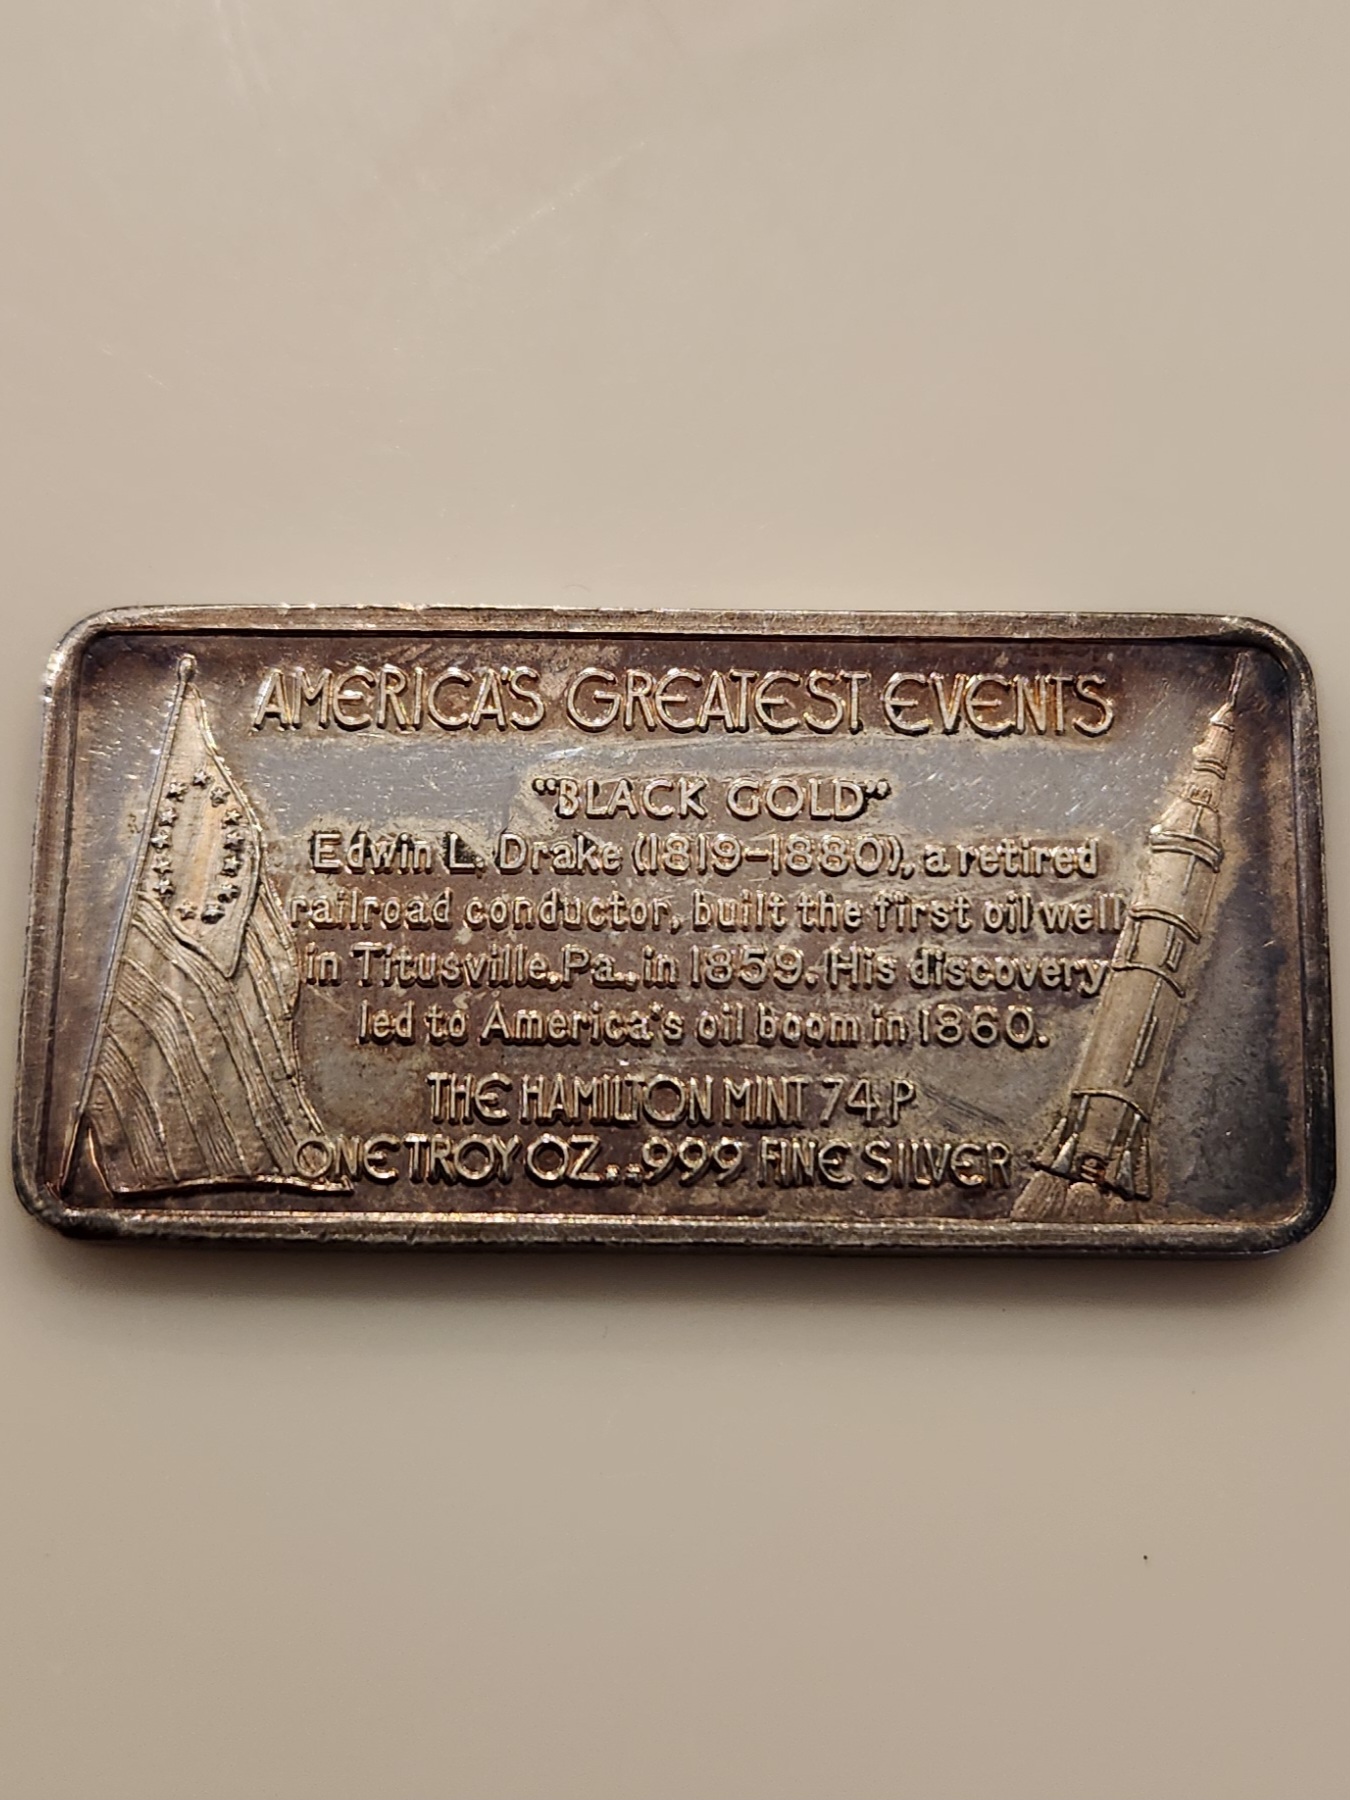 AMERICA'S GREATEST EVENTS
"BLACK GOLD"
Edwin L. Drake (1819-1880), a retired
railroad conductor, built the first oil well
in Titusville, Pa., in 1859. His discovery
led to America's oil boom in 1860.
THE HAMILTON MINT 74 P
ONE TROY OZ. .999 FINE SILVER